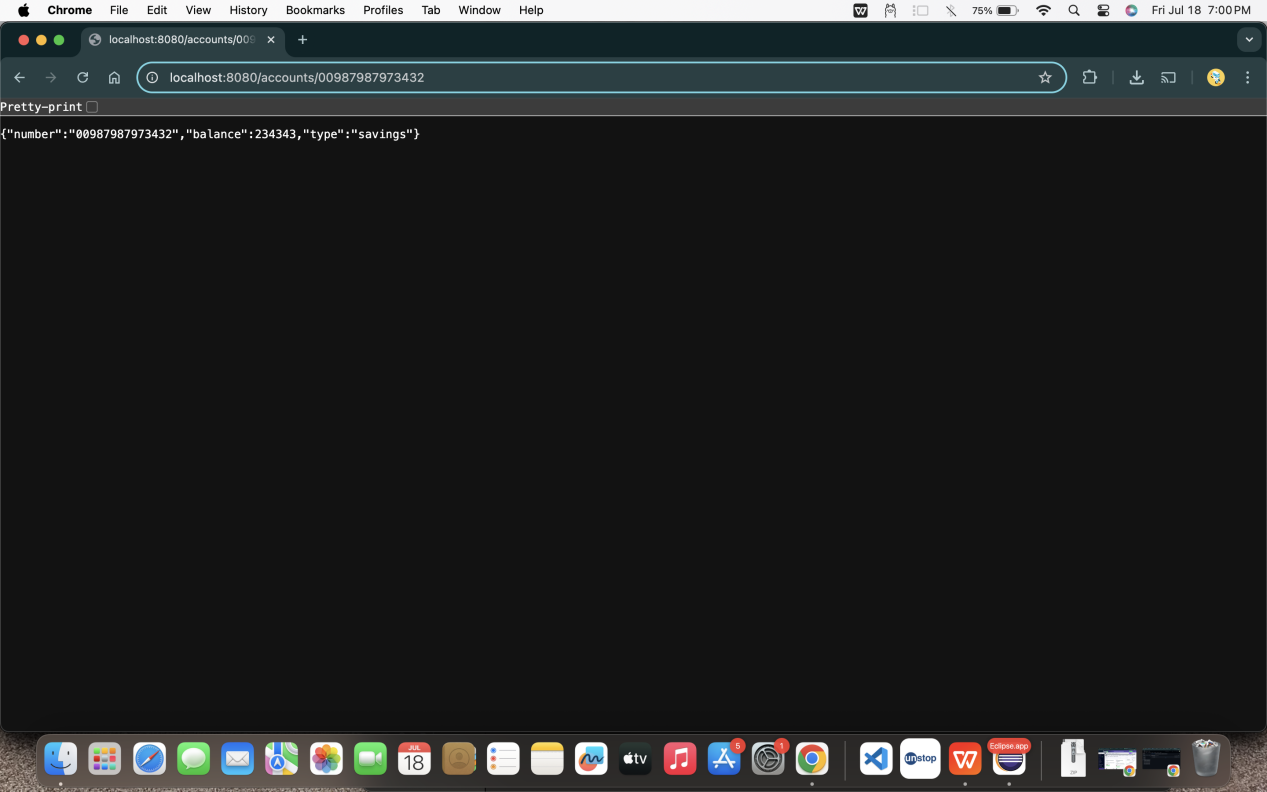 Chrome File Edit View History Bookmarks Profiles Tab Window Help 75% Fri Jul 18 7:00 PM
localhost:8080/accounts/009
localhost:8080/accounts/00987987973432
Pretty-print
{"number":"00987987973432","balance":234343,"type":"savings"}
JUL
18
tv
5
1
unstop
Eclipse.app
ZIP